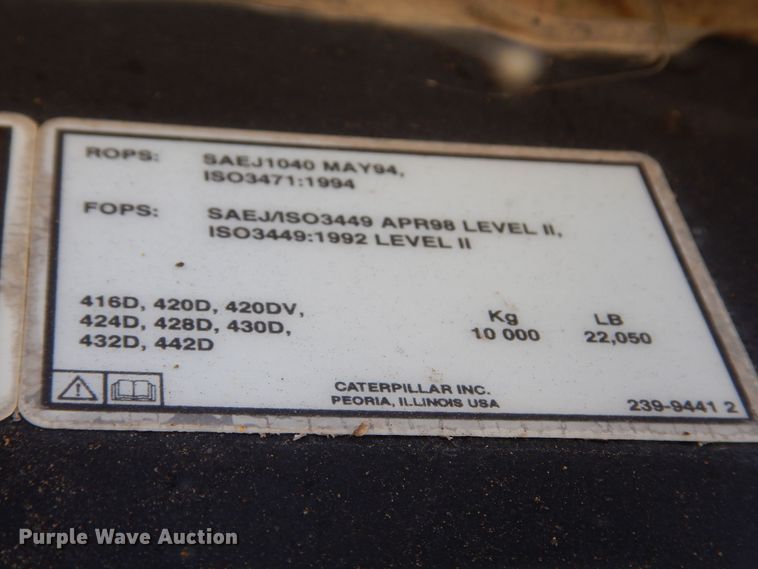 ROPS: SAEJ1040 MAY94,
ISO3471:1994
FOPS: SAEJ/ISO3449 APR98 LEVEL II,
ISO3449:1992 LEVEL II
416D, 420D, 420DV,
424D, 428D, 430D,
432D, 442D
Kg LB
10 000 22,050
CATERPILLAR INC.
PEORIA, ILLINOIS USA
239-9441 2
Purple Wave Auction